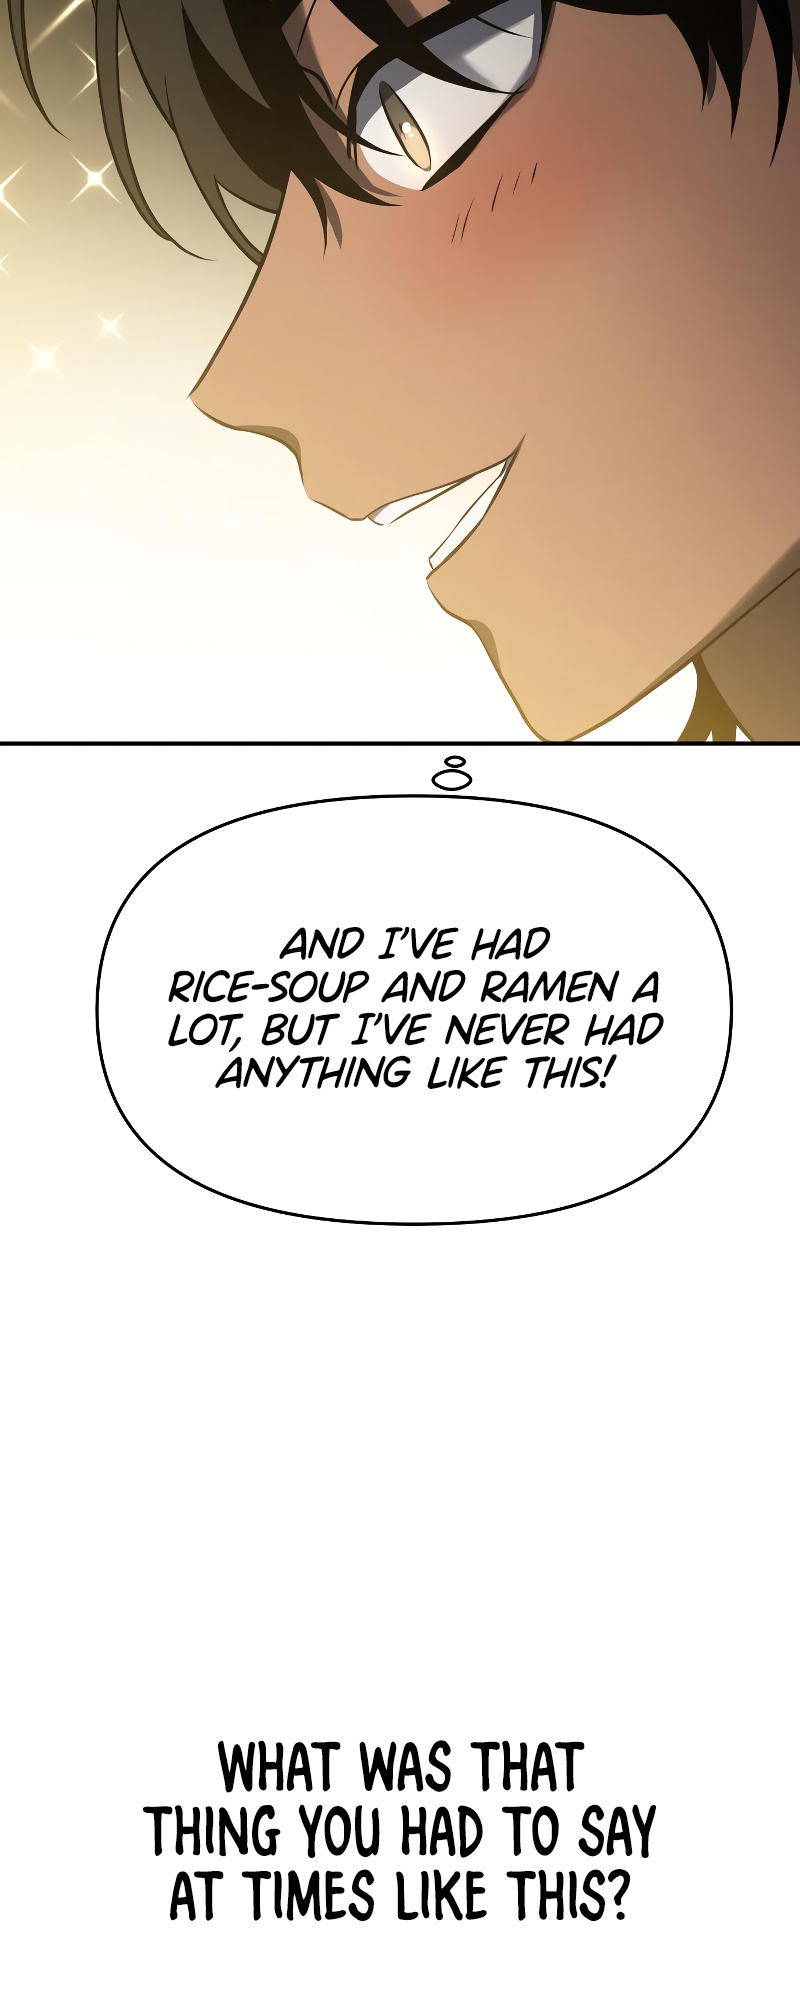 AND I'VE HAD
RICE-SOUP AND RAMEN A
LOT, BUT I'VE NEVER HAD
ANYTHING LIKE THIS!
WHAT WAS THAT
THING YOU HAD TO SAY
AT TIMES LIKE THIS?